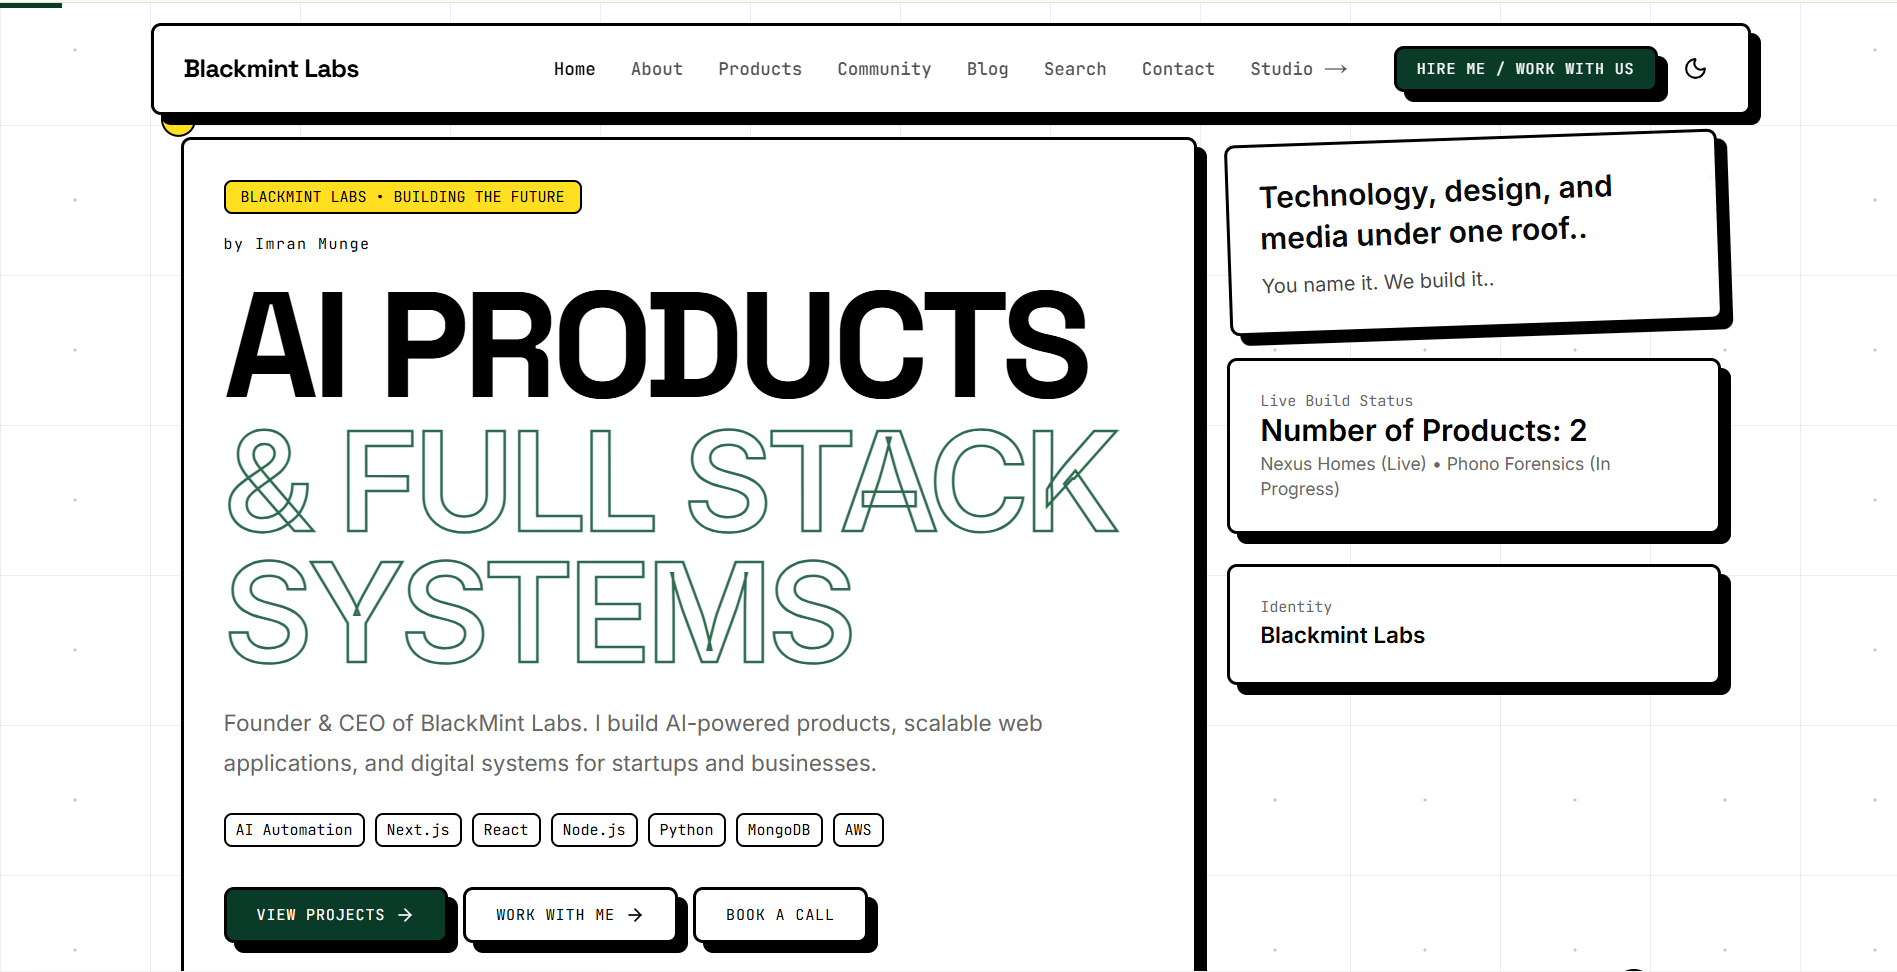 Blackmint Labs
Home About Products Community Blog Search Contact Studio → HIRE ME / WORK WITH US
BLACKMINT LABS • BUILDING THE FUTURE
by Imran Munge
AI PRODUCTS
& FULL STACK
SYSTEMS
Founder & CEO of BlackMint Labs. I build AI-powered products, scalable web
applications, and digital systems for startups and businesses.
AI Automation Next.js React Node.js Python MongoDB AWS
VIEW PROJECTS → WORK WITH ME → BOOK A CALL
Technology, design, and
media under one roof..
You name it. We build it..
Live Build Status
Number of Products: 2
Nexus Homes (Live) • Phono Forensics (In
Progress)
Identity
Blackmint Labs